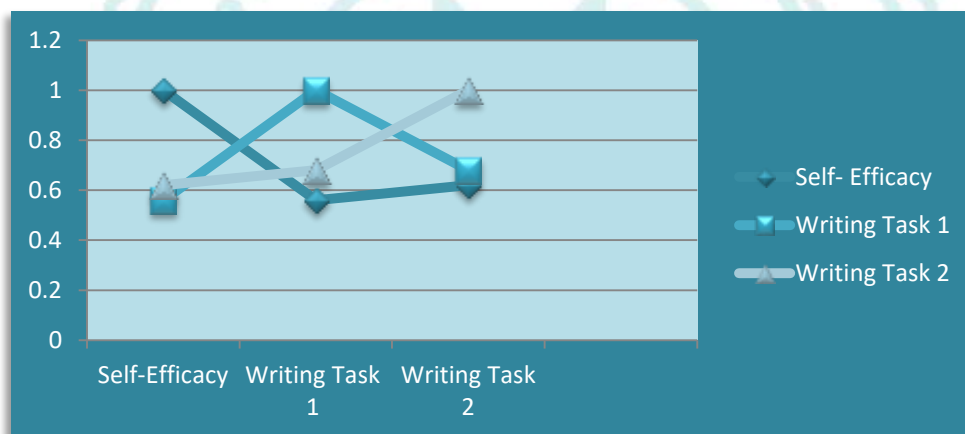 1.2
1
0.8
0.6
0.4
0.2
0
Self-Efficacy
Writing Task
1
Writing Task
2
Self- Efficacy
Writing Task 1
Writing Task 2